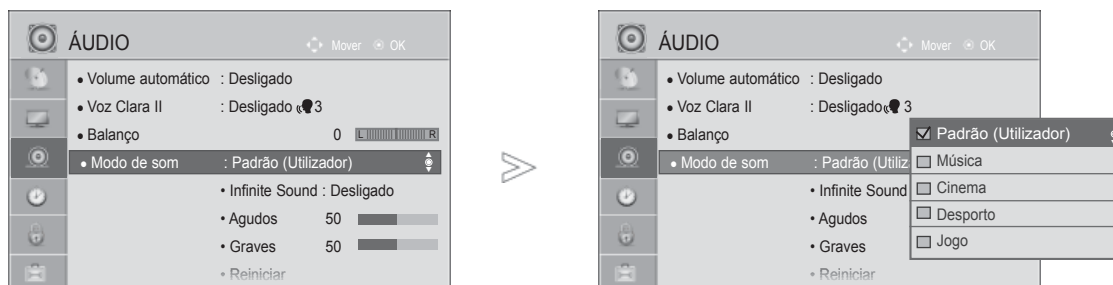 ÁUDIO Mover OK
• Volume automático : Desligado
• Voz Clara II : Desligado 3
• Balanço 0 L R
• Modo de som : Padrão (Utilizador)
• Infinite Sound : Desligado
• Agudos 50
• Graves 50
• Reiniciar
ÁUDIO Mover OK
• Volume automático : Desligado
• Voz Clara II : Desligado 3
• Balanço
• Modo de som : Padrão (Utiliz
• Infinite Sound
• Agudos
• Graves
• Reiniciar
Padrão (Utilizador)
Música
Cinema
Desporto
Jogo